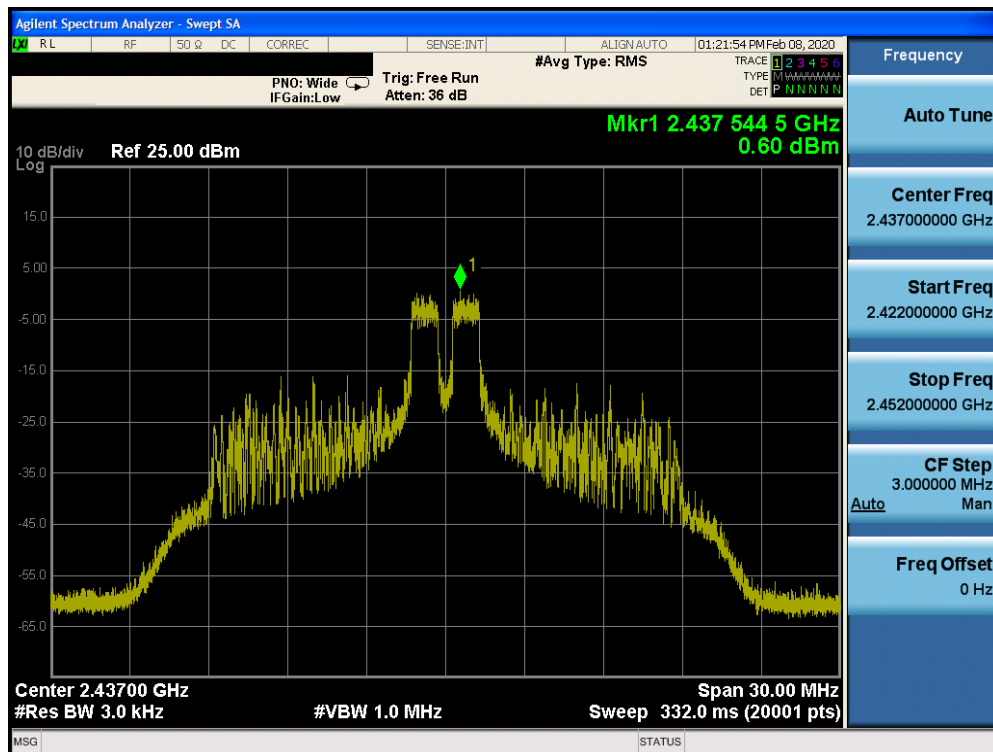 Agilent Spectrum Analyzer - Swept SA
LXI RL RF 50 Ω DC CORREC SENSE:INT ALIGN AUTO 01:21:54 PM Feb 08, 2020
PNO: Wide
IFGain:Low
Trig: Free Run
Atten: 36 dB
#Avg Type: RMS
TRACE 1 2 3 4 5 6
TYPE M WWWWW
DET P N N N N N
Mkr1 2.437 544 5 GHz
0.60 dBm
10 dB/div Ref 25.00 dBm
Log
15.0
5.00
-5.00
-15.0
-25.0
-35.0
-45.0
-55.0
-65.0
1
Center 2.43700 GHz Span 30.00 MHz
#Res BW 3.0 kHz #VBW 1.0 MHz Sweep 332.0 ms (20001 pts)
MSG STATUS
Frequency
Auto Tune
Center Freq
2.437000000 GHz
Start Freq
2.422000000 GHz
Stop Freq
2.452000000 GHz
CF Step
3.000000 MHz
Auto Man
Freq Offset
0 Hz